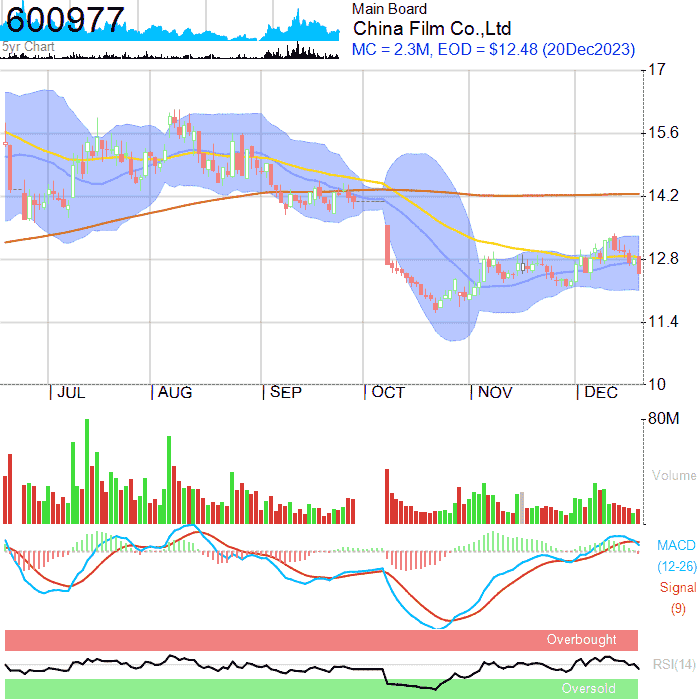 600977
5yr Chart
Main Board
China Film Co.,Ltd
MC = 2.3M, EOD = $12.48 (20Dec2023)
17
15.6
14.2
12.8
11.4
10
JUL AUG SEP OCT NOV DEC
80M
Volume
MACD
(12-26)
Signal
(9)
Overbought
RSI(14)
Oversold